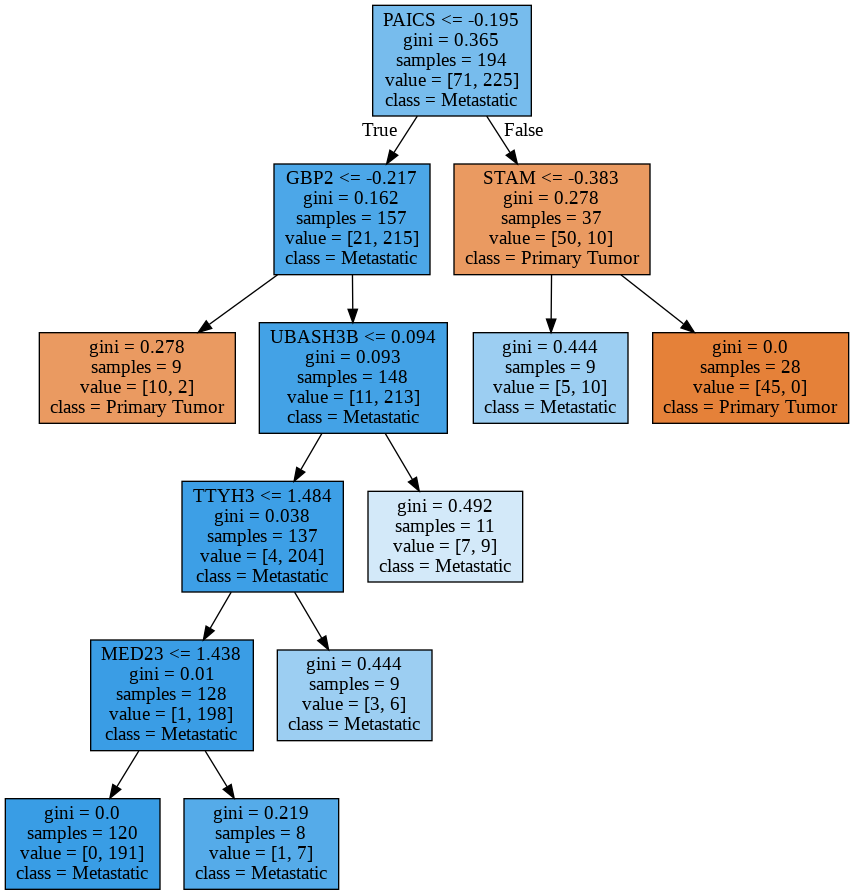 PAICS <= -0.195
gini = 0.365
samples = 194
value = [71, 225]
class = Metastatic
True
False
GBP2 <= -0.217
gini = 0.162
samples = 157
value = [21, 215]
class = Metastatic
STAM <= -0.383
gini = 0.278
samples = 37
value = [50, 10]
class = Primary Tumor
gini = 0.278
samples = 9
value = [10, 2]
class = Primary Tumor
UBASH3B <= 0.094
gini = 0.093
samples = 148
value = [11, 213]
class = Metastatic
gini = 0.444
samples = 9
value = [5, 10]
class = Metastatic
gini = 0.0
samples = 28
value = [45, 0]
class = Primary Tumor
TTYH3 <= 1.484
gini = 0.038
samples = 137
value = [4, 204]
class = Metastatic
gini = 0.492
samples = 11
value = [7, 9]
class = Metastatic
MED23 <= 1.438
gini = 0.01
samples = 128
value = [1, 198]
class = Metastatic
gini = 0.444
samples = 9
value = [3, 6]
class = Metastatic
gini = 0.0
samples = 120
value = [0, 191]
class = Metastatic
gini = 0.219
samples = 8
value = [1, 7]
class = Metastatic